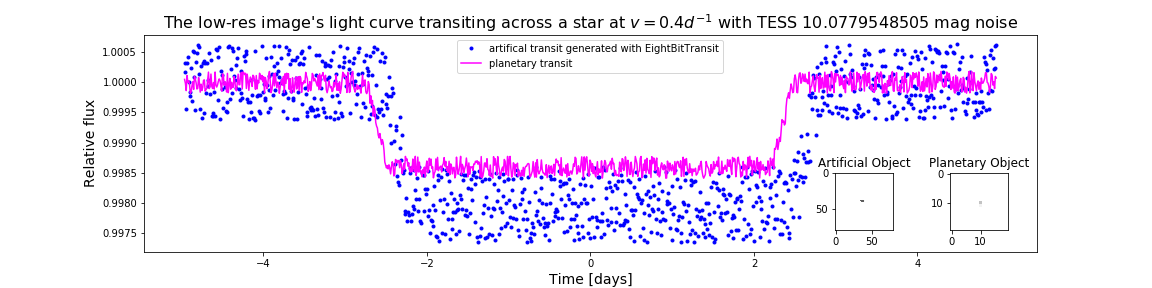 The low-res image's light curve transiting across a star at v = 0.4d⁻¹ with TESS 10.0779548505 mag noise
artifical transit generated with EightBitTransit
planetary transit
Relative flux
1.0005
1.0000
0.9995
0.9990
0.9985
0.9980
0.9975
Artificial Object
0
50
0
50
Planetary Object
0
10
0
10
−4
−2
0
2
4
Time [days]